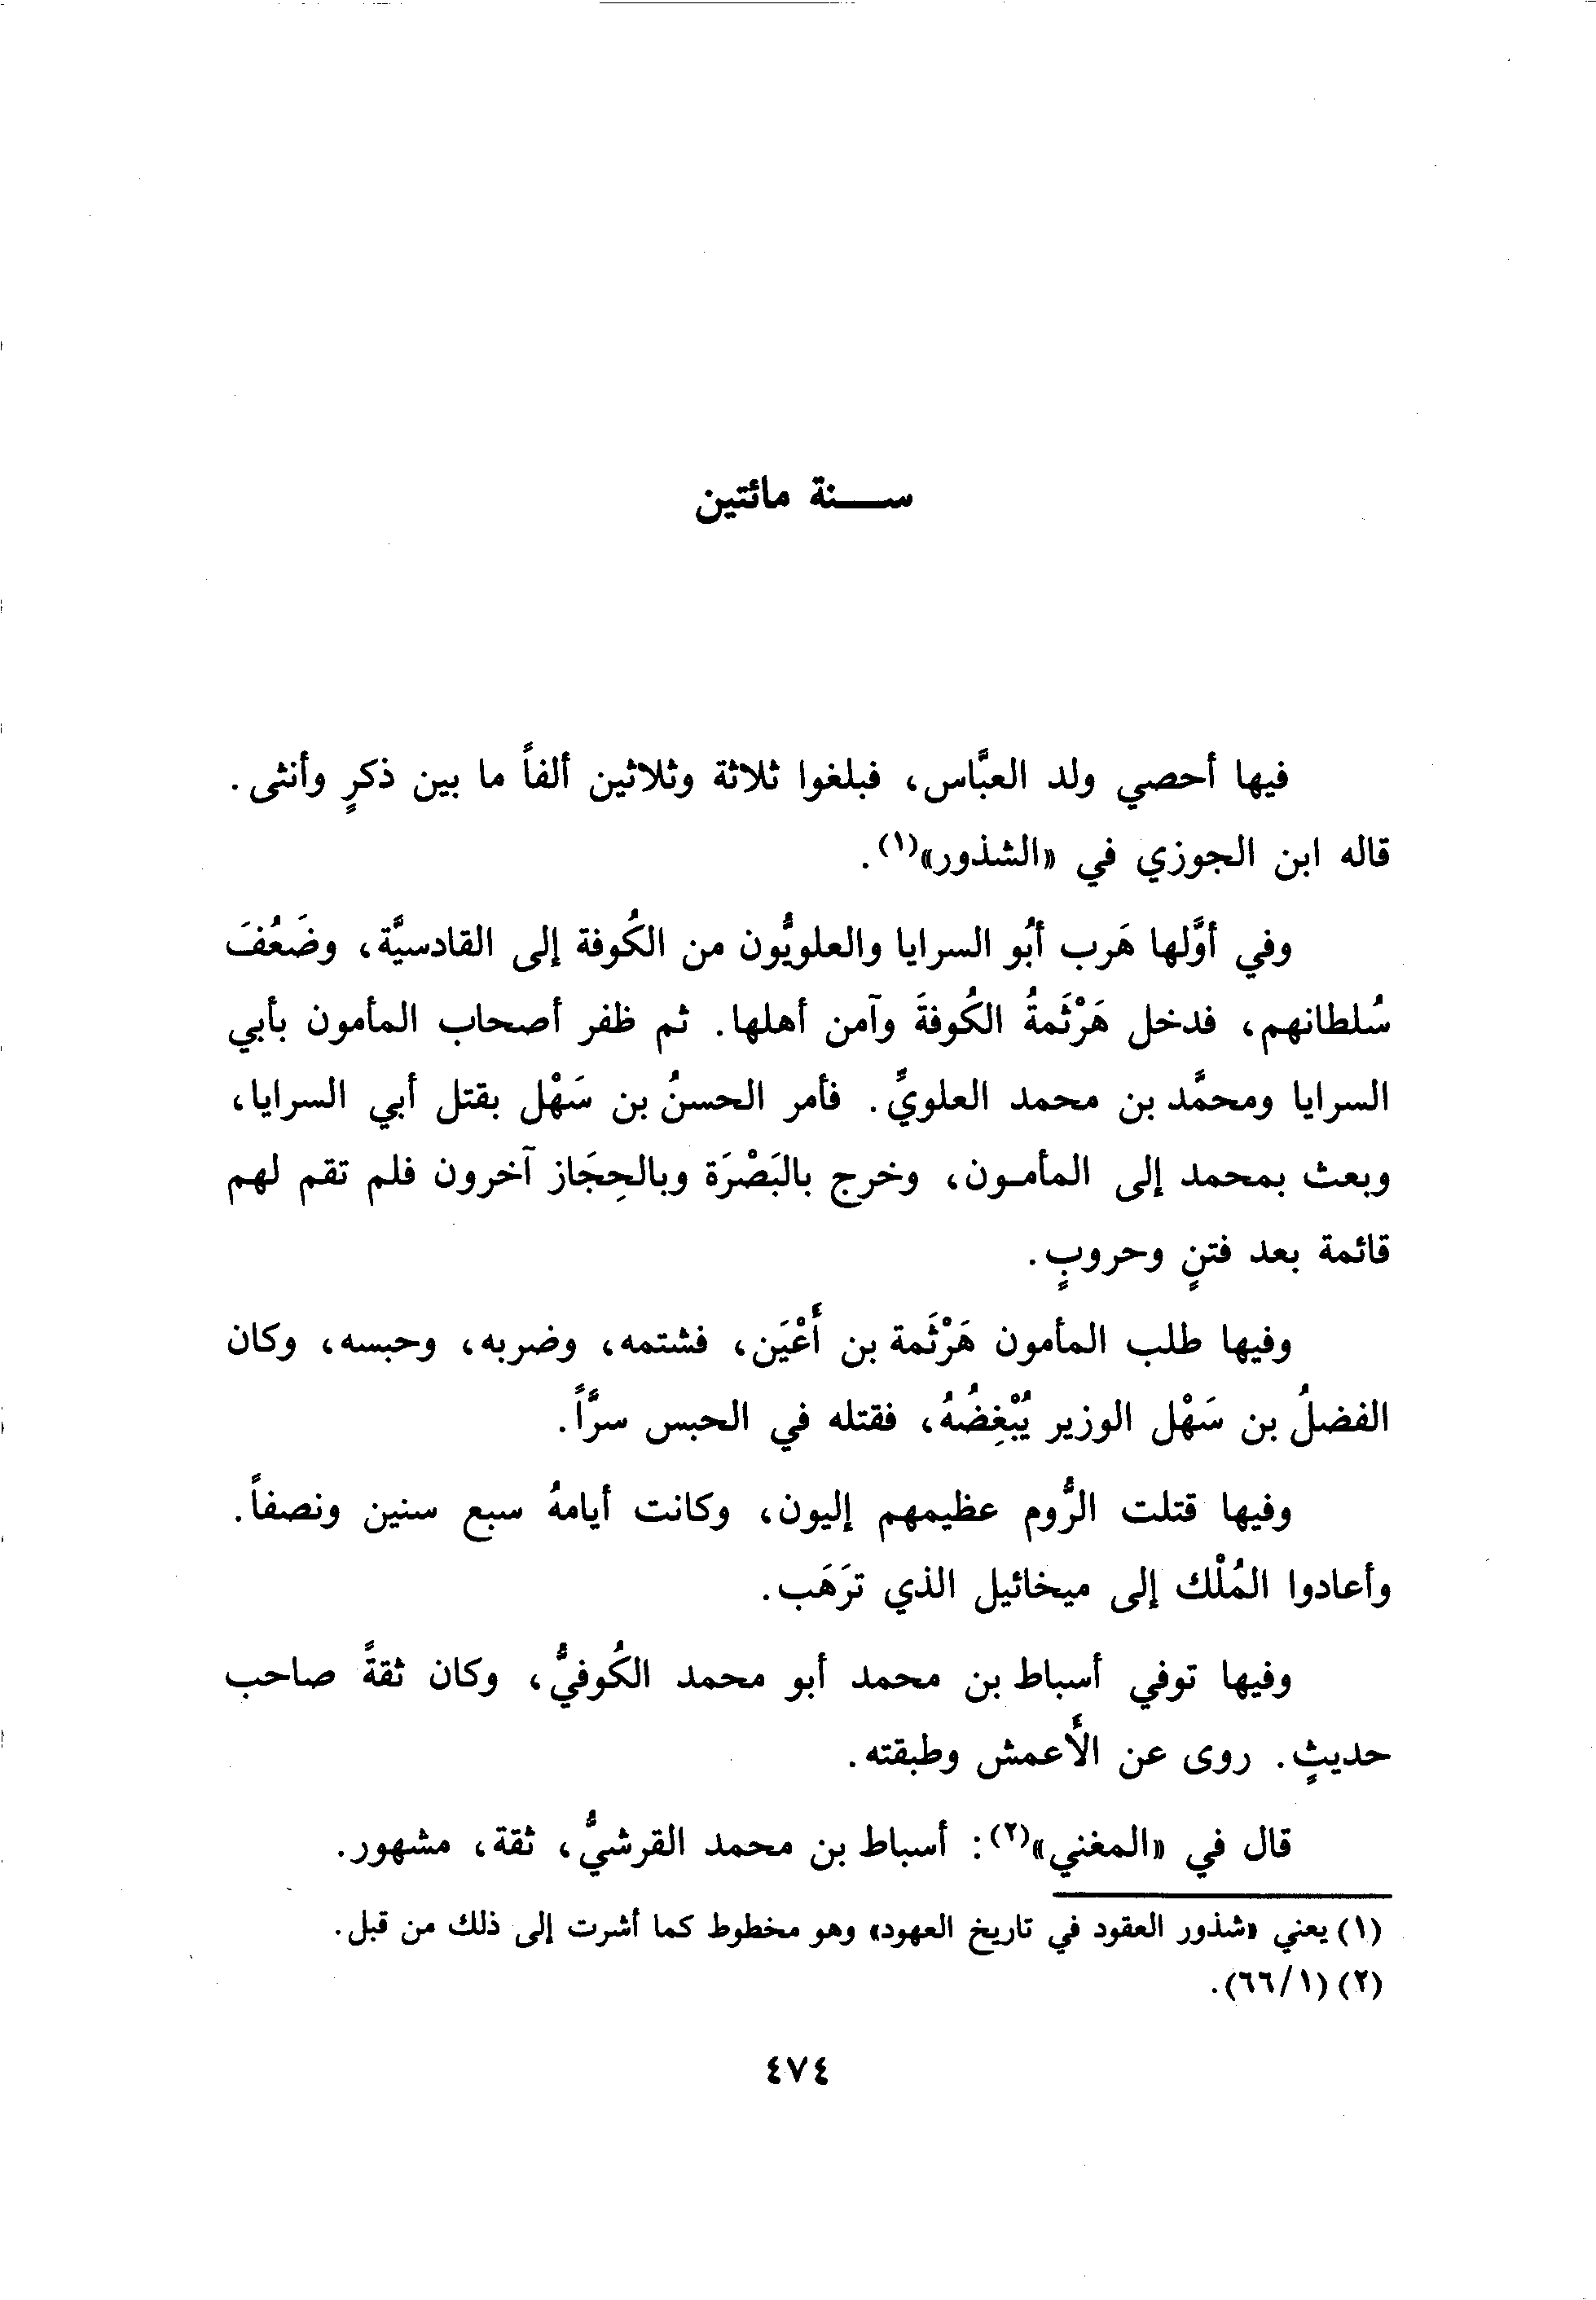 سنة مائتين
فيها أحصي ولد العبَّاس، فبلغوا ثلاثة وثلاثين ألفاً ما بين ذكرٍ وأنثى.
قاله ابن الجوزي في «الشذور»(١).
وفي أوَّلها هَرب أبُو السرايا والعلويُّون من الكُوفة إلى القادسيَّة، وضَعُفَ
سُلطانهم، فدخل هَرْثَمةُ الكُوفةَ وآمن أهلها. ثم ظفر أصحاب المأمون بأبي
السرايا ومحمَّد بن محمد العلويِّ. فأمر الحسنُ بن سَهْل بقتل أبي السرايا،
وبعث بمحمد إلى المأمون، وخرج بالبَصْرَة وبالحِجَاز آخرون فلم تقم لهم
قائمة بعد فتنٍ وحروبٍ.
وفيها طلب المأمون هَرْثَمة بن أَعْيَن، فشتمه، وضربه، وحبسه، وكان
الفضلُ بن سَهْل الوزير يُبْغِضُهُ، فقتله في الحبس سرَّاً.
وفيها قتلت الرُّوم عظيمهم إليون، وكانت أيامهُ سبع سنين ونصفاً.
وأعادوا المُلْك إلى ميخائيل الذي ترَهَب.
وفيها توفي أسباط بن محمد أبو محمد الكُوفيُّ، وكان ثقةً صاحب
حديثٍ. روى عن الأَعمش وطبقته.
قال في «المغني»(٢): أسباط بن محمد القرشيُّ، ثقة، مشهور.
(١) يعني «شذور العقود في تاريخ العهود» وهو مخطوط كما أشرت إلى ذلك من قبل.
(٢) (١/٦٦).
٤٧٤